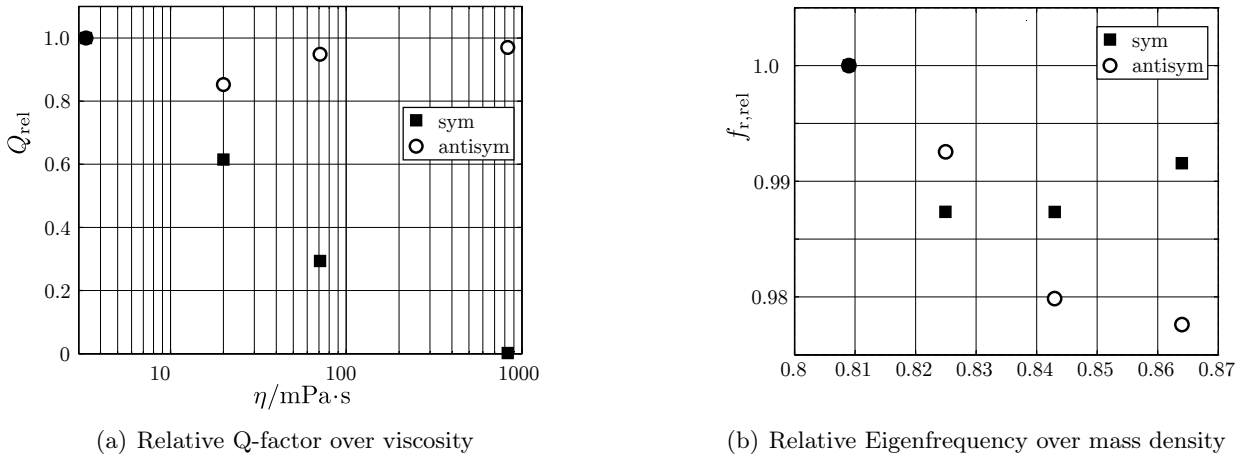 1.0
0.8
0.6
0.4
0.2
0
Q_rel
sym
antisym
10
100
1000
η/mPa·s
(a) Relative Q-factor over viscosity
1.0
0.99
0.98
f_r,rel
sym
antisym
0.8
0.81
0.82
0.83
0.84
0.85
0.86
0.87
(b) Relative Eigenfrequency over mass density